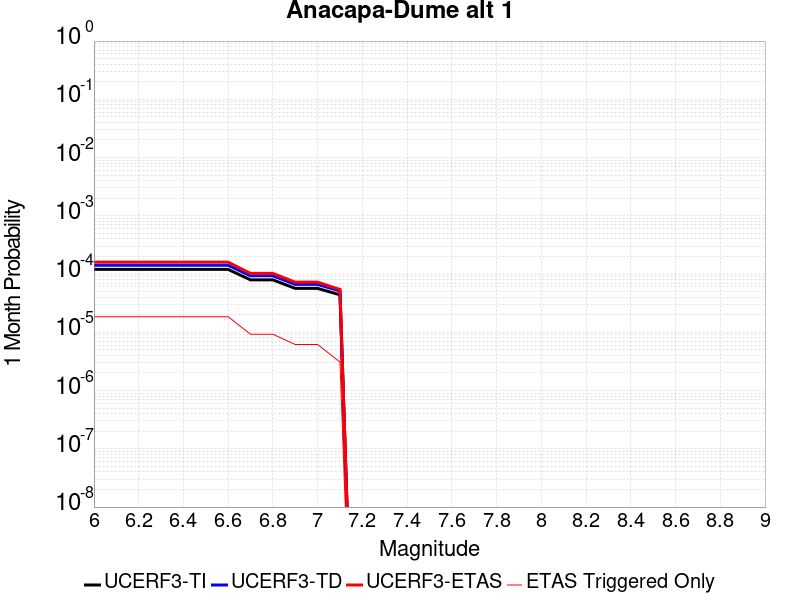 Anacapa-Dume alt 1
10^0
10^-1
10^-2
10^-3
10^-4
10^-5
10^-6
10^-7
10^-8
1 Month Probability
6 6.2 6.4 6.6 6.8 7 7.2 7.4 7.6 7.8 8 8.2 8.4 8.6 8.8 9
Magnitude
UCERF3-TI UCERF3-TD UCERF3-ETAS ETAS Triggered Only